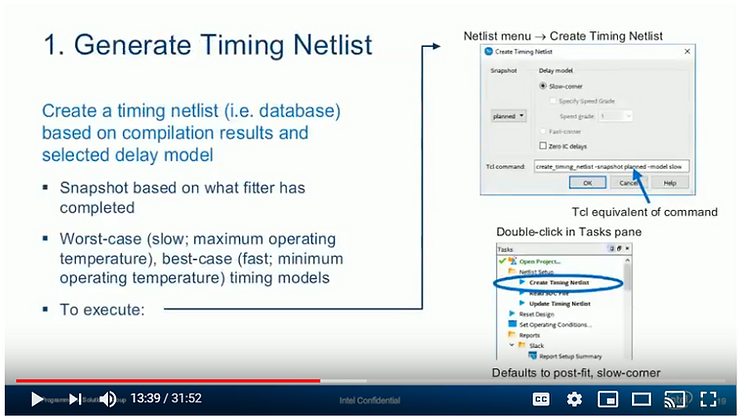 1. Generate Timing Netlist
Create a timing netlist (i.e. database)
based on compilation results and
selected delay model
▪ Snapshot based on what fitter has
completed
▪ Worst-case (slow; maximum operating
temperature), best-case (fast; minimum
operating temperature) timing models
▪ To execute:
Netlist menu → Create Timing Netlist
Create Timing Netlist
Snapshot
Delay model
Slow-corner
Specify Speed Grade
planned
Speed grade:
Fast-corner
Zero IC delays
Tcl command:
create_timing_netlist -snapshot planned -model slow
OK
Cancel
Help
Tcl equivalent of command
Double-click in Tasks pane
Tasks
Open Project...
Netlist Setup
Create Timing Netlist
Read SDC File
Update Timing Netlist
Reset Design
Set Operating Conditions...
Reports
Slack
Report Setup Summary
Defaults to post-fit, slow-corner
13:39 / 31:52
Intel Confidential
CC